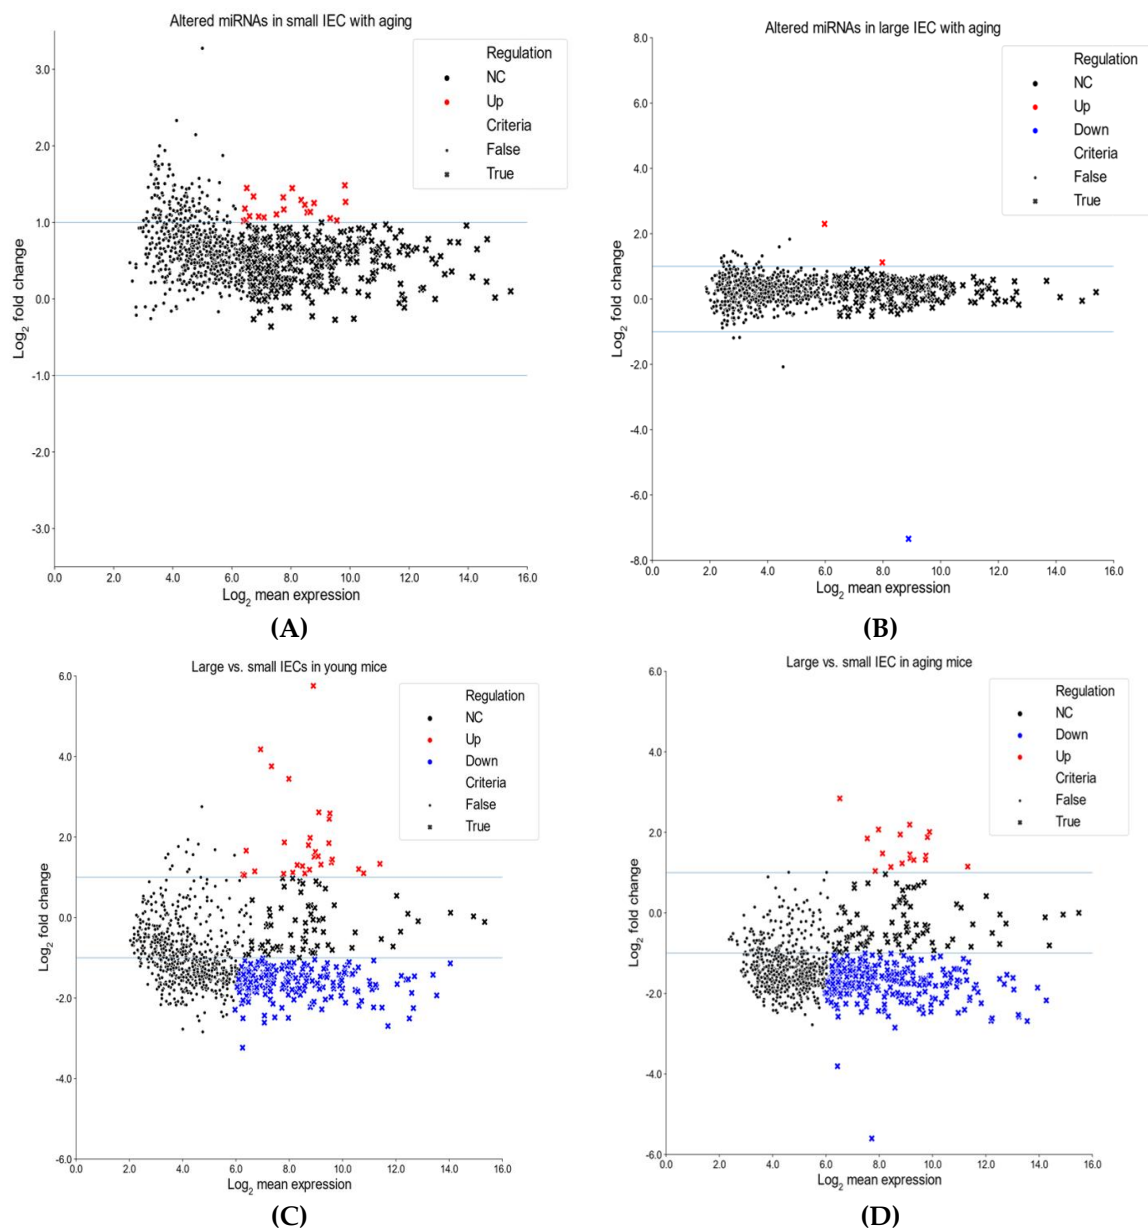 Altered miRNAs in small IEC with aging
Regulation
NC
Up
Criteria
False
True
3.0
2.0
1.0
0.0
-1.0
-2.0
-3.0
Log2 fold change
0.0 2.0 4.0 6.0 8.0 10.0 12.0 14.0 16.0
Log2 mean expression
(A)
Altered miRNAs in large IEC with aging
Regulation
NC
Up
Down
Criteria
False
True
8.0
6.0
4.0
2.0
0.0
-2.0
-4.0
-6.0
-8.0
Log2 fold change
0.0 2.0 4.0 6.0 8.0 10.0 12.0 14.0 16.0
Log2 mean expression
(B)
Large vs. small IECs in young mice
Regulation
NC
Up
Down
Criteria
False
True
6.0
4.0
2.0
0.0
-2.0
-4.0
-6.0
Log2 fold change
0.0 2.0 4.0 6.0 8.0 10.0 12.0 14.0 16.0
Log2 mean expression
(C)
Large vs. small IEC in aging mice
Regulation
NC
Down
Up
Criteria
False
True
6.0
4.0
2.0
0.0
-2.0
-4.0
-6.0
Log2 fold change
0.0 2.0 4.0 6.0 8.0 10.0 12.0 14.0 16.0
Log2 mean expression
(D)